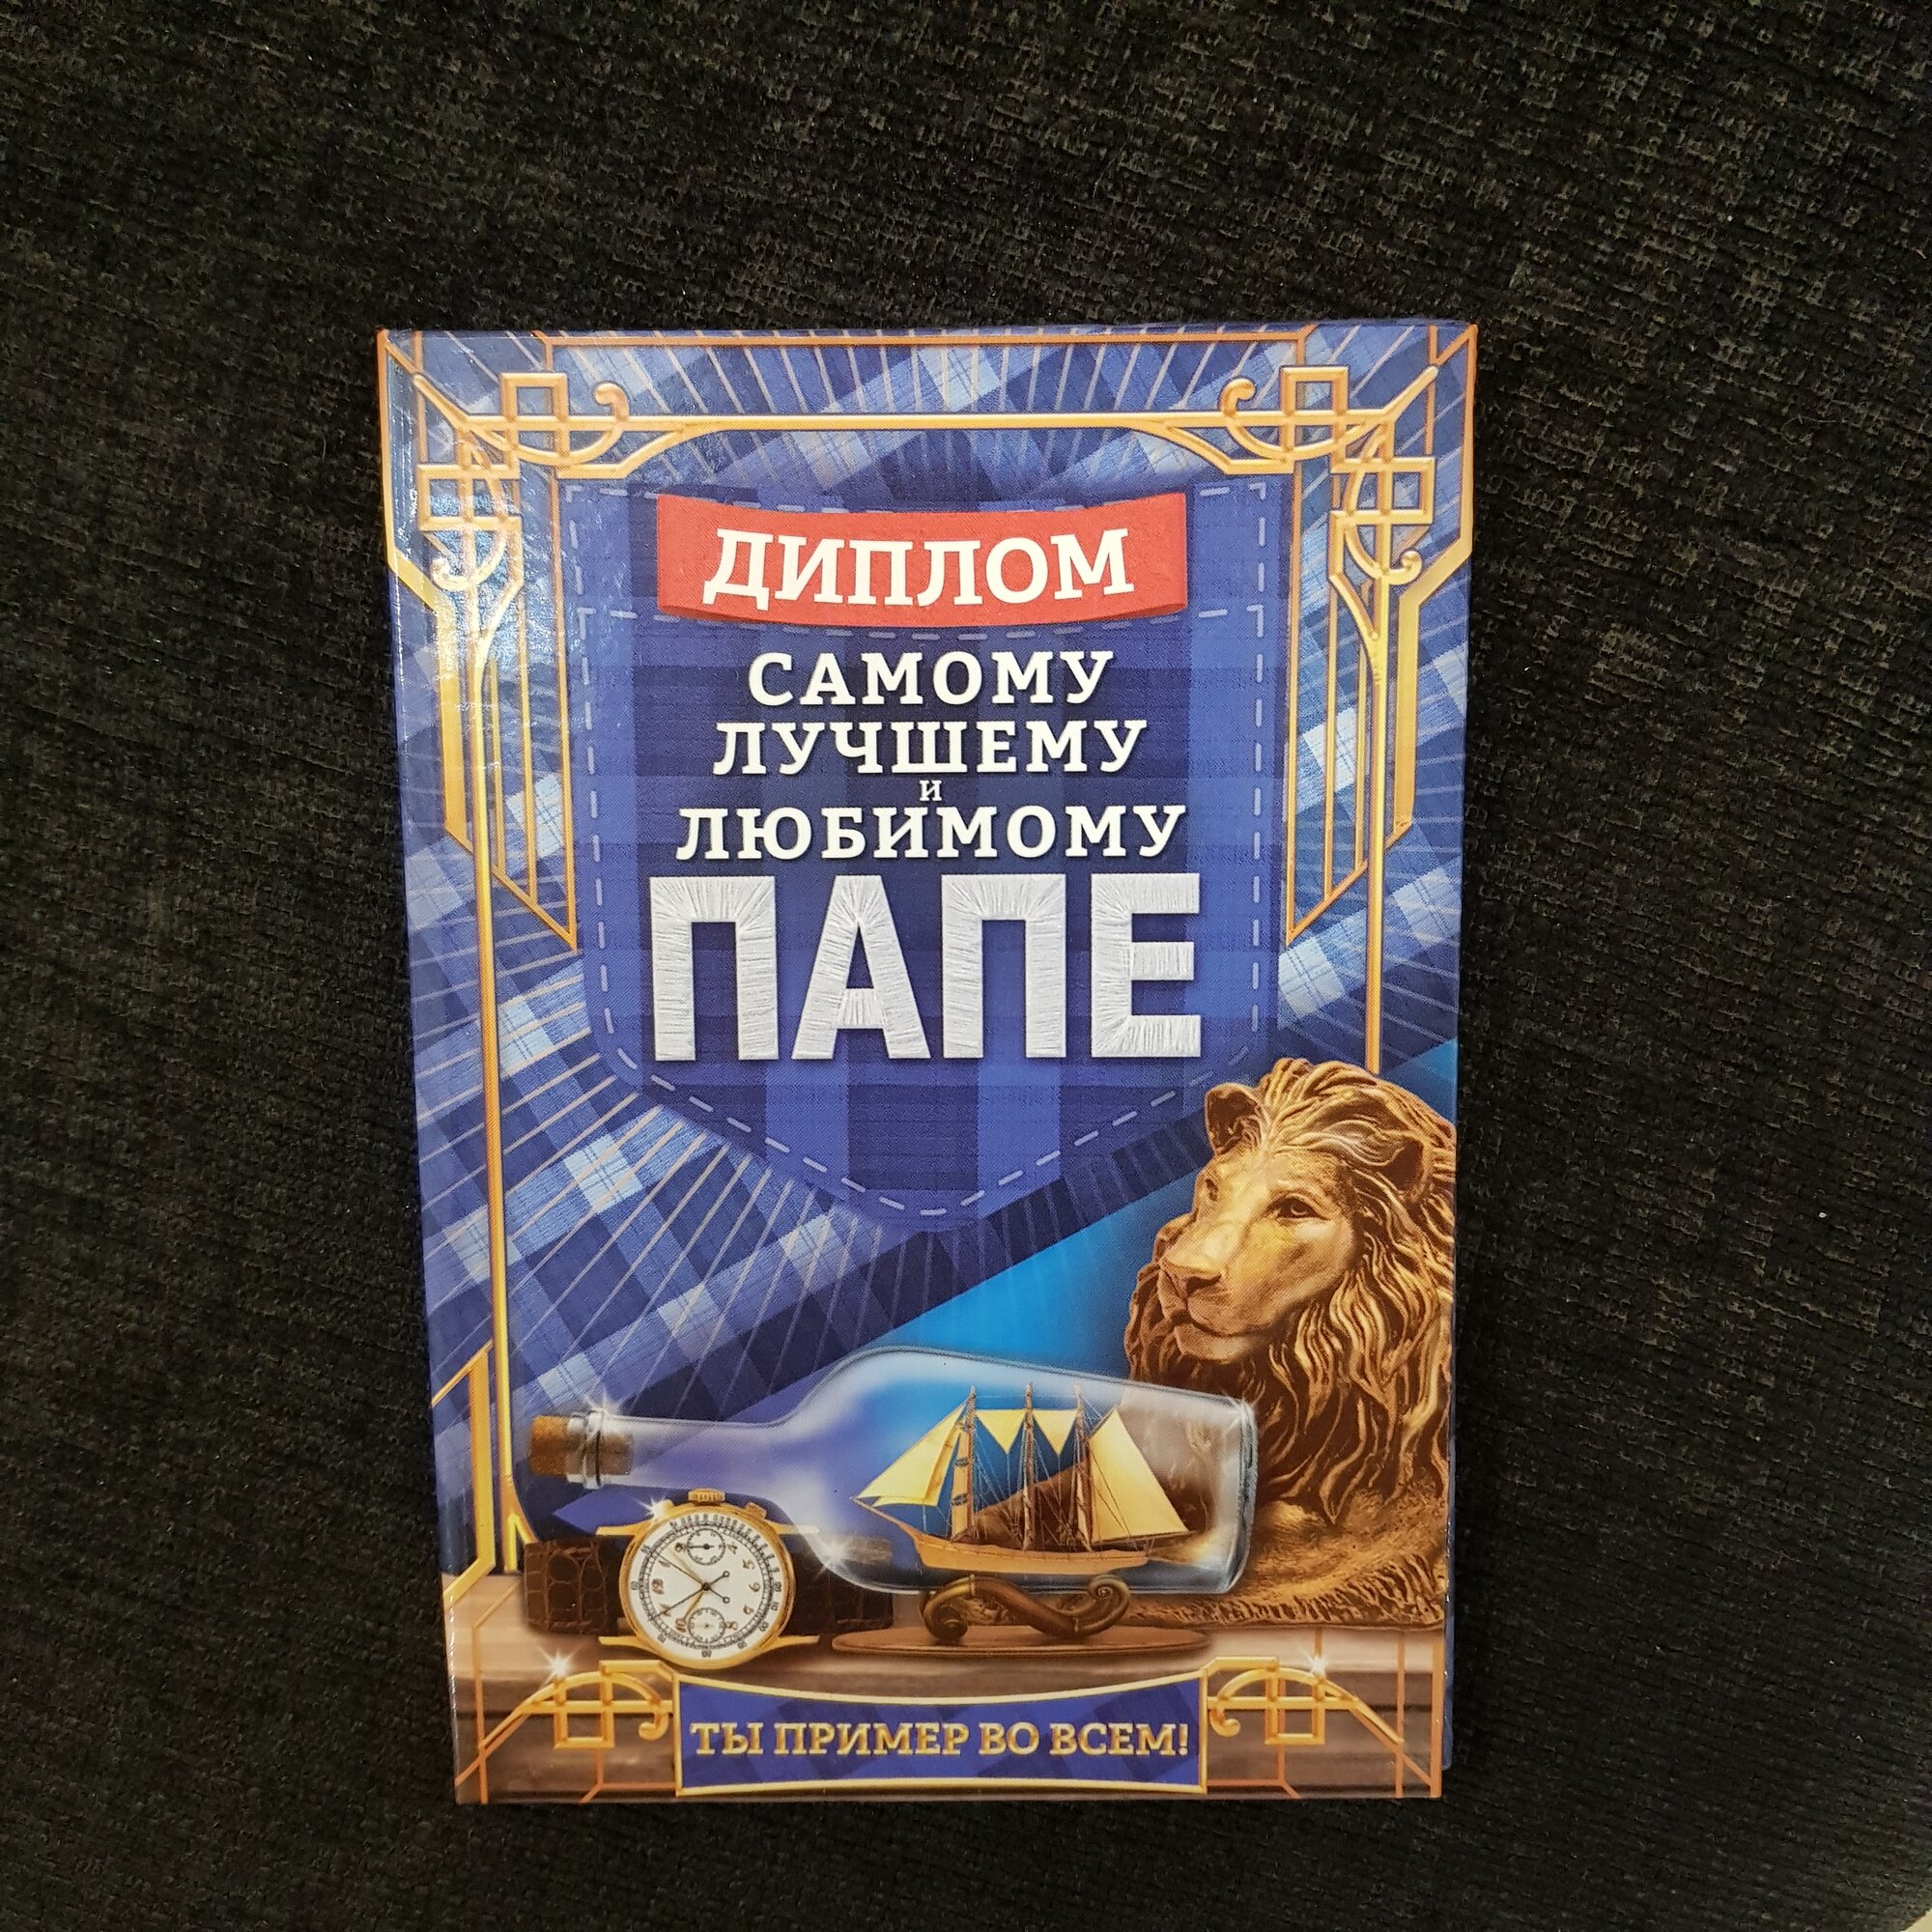 ДИПЛОМ
САМОМУ
ЛУЧШЕМУ
И
ЛЮБИМОМУ
ПАПЕ
ТЫ ПРИМЕР ВО ВСЕМ!